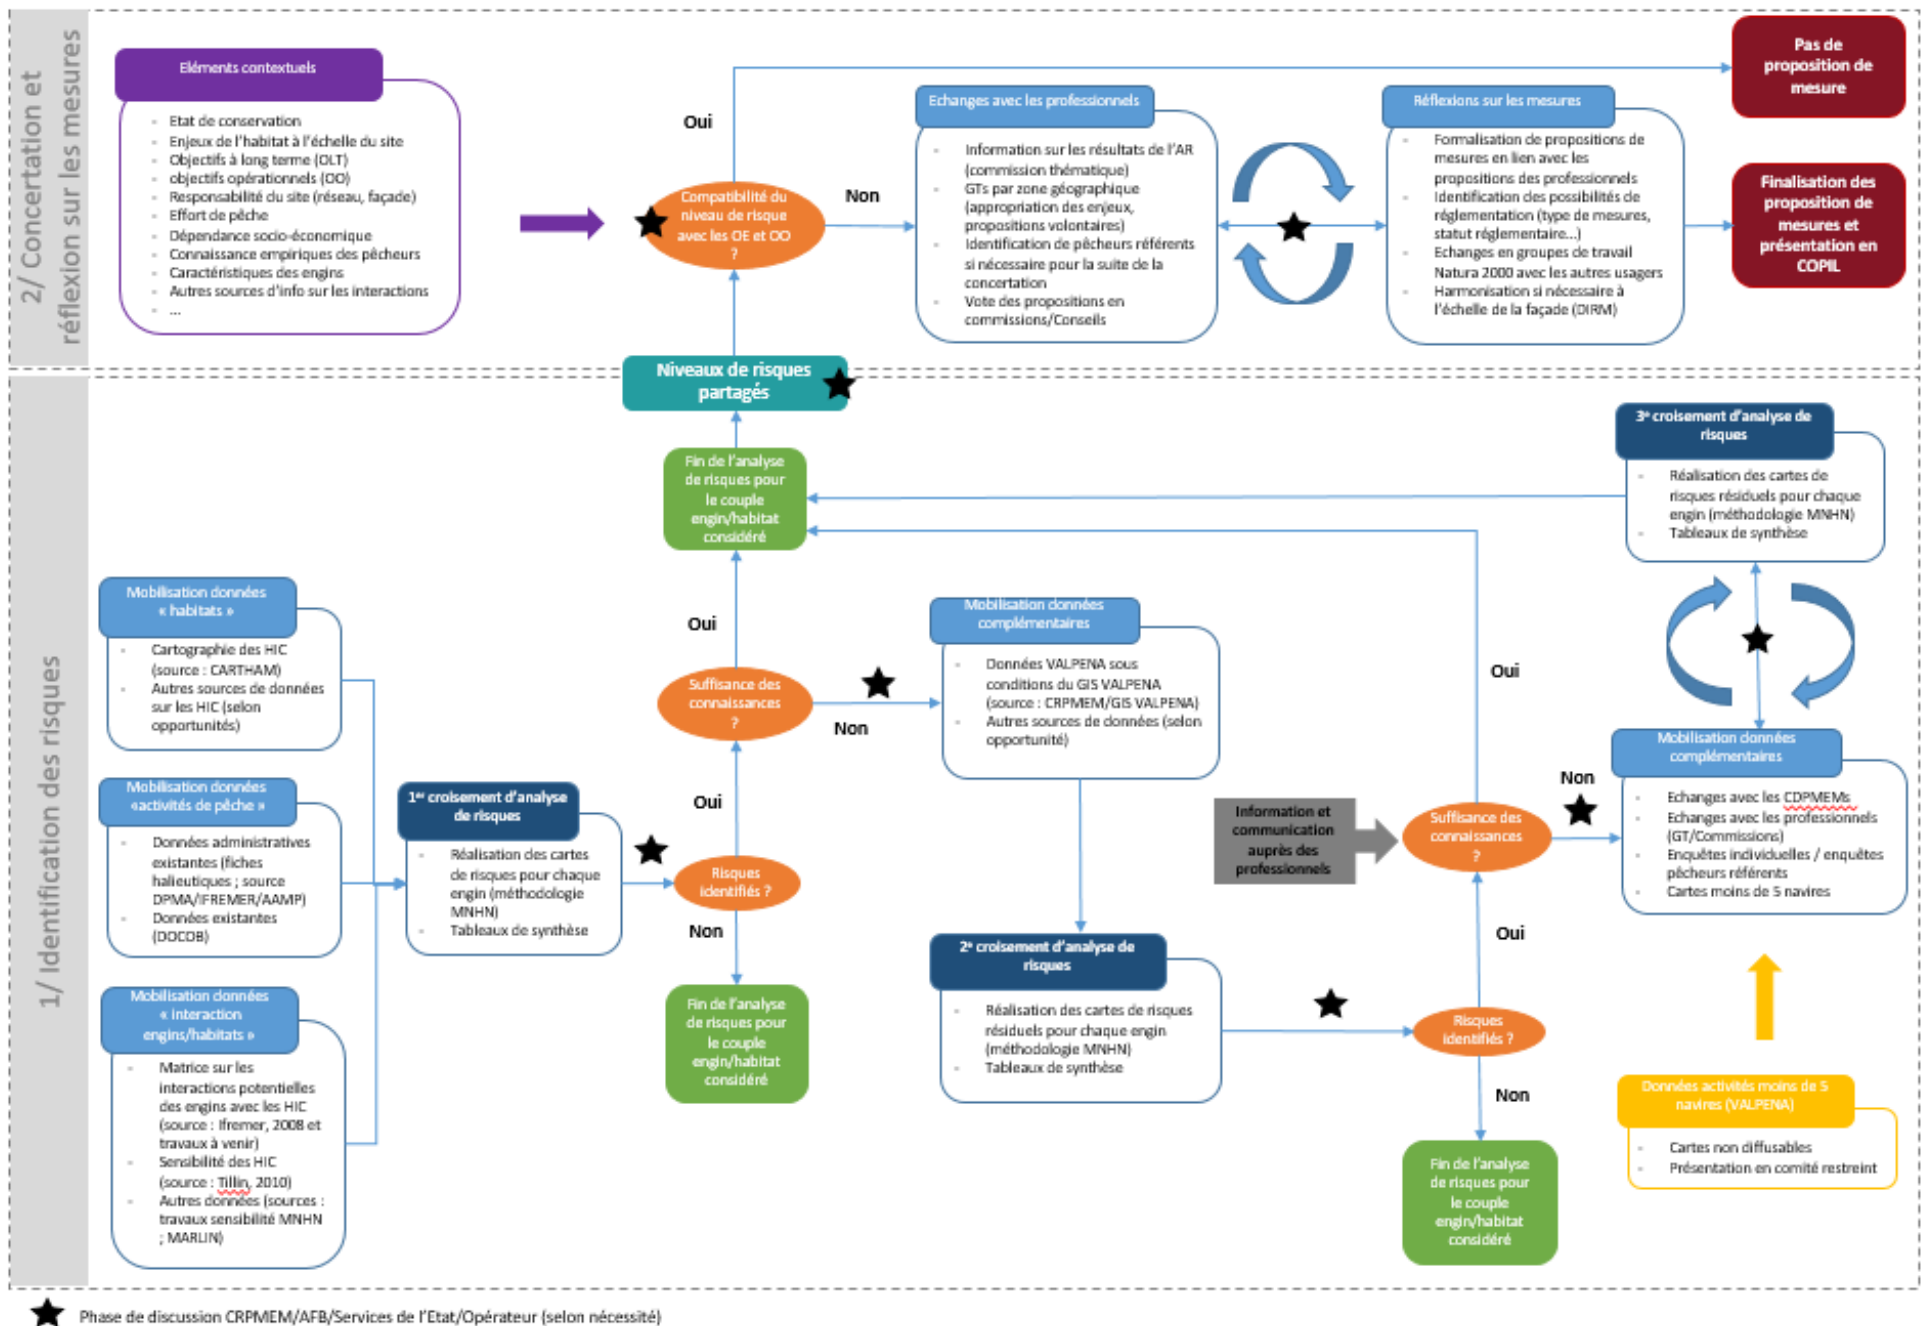 2/ Concertation et
réflexion sur les mesures
Eléments contextuels
- Etat de conservation
- Enjeux de l'habitat à l'échelle du site
- Objectifs à long terme (OLT)
- objectifs opérationnels (OO)
- Responsabilité du site (réseau, façade)
- Effort de pêche
- Dépendance socio-économique
- Connaissance empiriques des pêcheurs
- Caractéristiques des engins
- Autres sources d'info sur les interactions
- ...
Oui
Compatibilité du
niveau de risque
avec les OE et OO
?
Non
Echanges avec les professionnels
- Information sur les résultats de l'AR
(commission thématique)
- GTs par zone géographique
(appropriation des enjeux,
propositions volontaires)
- Identification de pêcheurs référents
si nécessaire pour la suite de la
concertation
- Vote des propositions en
commissions/Conseils
Réflexions sur les mesures
- Formalisation de propositions de
mesures en lien avec les
propositions des professionnels
- Identification des possibilités de
réglementation (type de mesures,
statut réglementaire...)
- Echanges en groupes de travail
Natura 2000 avec les autres usagers
- Harmonisation si nécessaire à
l'échelle de la façade (DIRM)
Pas de
proposition de
mesure
Finalisation des
proposition de
mesures et
présentation en
COPIL
1/ Identification des risques
Niveaux de risques
partagés
Fin de l'analyse
de risques pour
le couple
engin/habitat
considéré
3e croisement d'analyse de
risques
- Réalisation des cartes de
risques résiduels pour chaque
engin (méthodologie MNHN)
- Tableaux de synthèse
Mobilisation données
« habitats »
- Cartographie des HIC
(source : CARTHAM)
- Autres sources de données
sur les HIC (selon
opportunités)
Mobilisation données
«activités de pêche »
- Données administratives
existantes (fiches
halieutiques ; source
DPMA/IFREMER/AAMP)
- Données existantes
(DOCOB)
Mobilisation données
« interaction
engins/habitats »
- Matrice sur les
interactions potentielles
des engins avec les HIC
(source : Ifremer, 2008 et
travaux à venir)
- Sensibilité des HIC
(source : Tillin, 2010)
- Autres données (sources :
travaux sensibilité MNHN
; MARLIN)
1er croisement d'analyse
de risques
- Réalisation des cartes
de risques pour chaque
engin (méthodologie
MNHN)
- Tableaux de synthèse
Oui
Suffisance des
connaissances
?
Non
Oui
Risques
identifiés ?
Non
Fin de l'analyse
de risques pour
le couple
engin/habitat
considéré
Mobilisation données
complémentaires
- Données VALPENA sous
conditions du GIS VALPENA
(source : CRPMEM/GIS VALPENA)
- Autres sources de données (selon
opportunité)
2e croisement d'analyse de
risques
- Réalisation des cartes de risques
résiduels pour chaque engin
(méthodologie MNHN)
- Tableaux de synthèse
Information et
communication
auprès des
professionnels
Oui
Suffisance des
connaissances
?
Non
Oui
Risques
identifiés ?
Non
Fin de l'analyse
de risques pour
le couple
engin/habitat
considéré
Mobilisation données
complémentaires
- Echanges avec les CDPMEMs
- Echanges avec les professionnels
(GT/Commissions)
- Enquêtes individuelles / enquêtes
pêcheurs référents
- Cartes moins de 5 navires
Données activités moins de 5
navires (VALPENA)
- Cartes non diffusables
- Présentation en comité restreint
Phase de discussion CRPMEM/AFB/Services de l'Etat/Opérateur (selon nécessité)